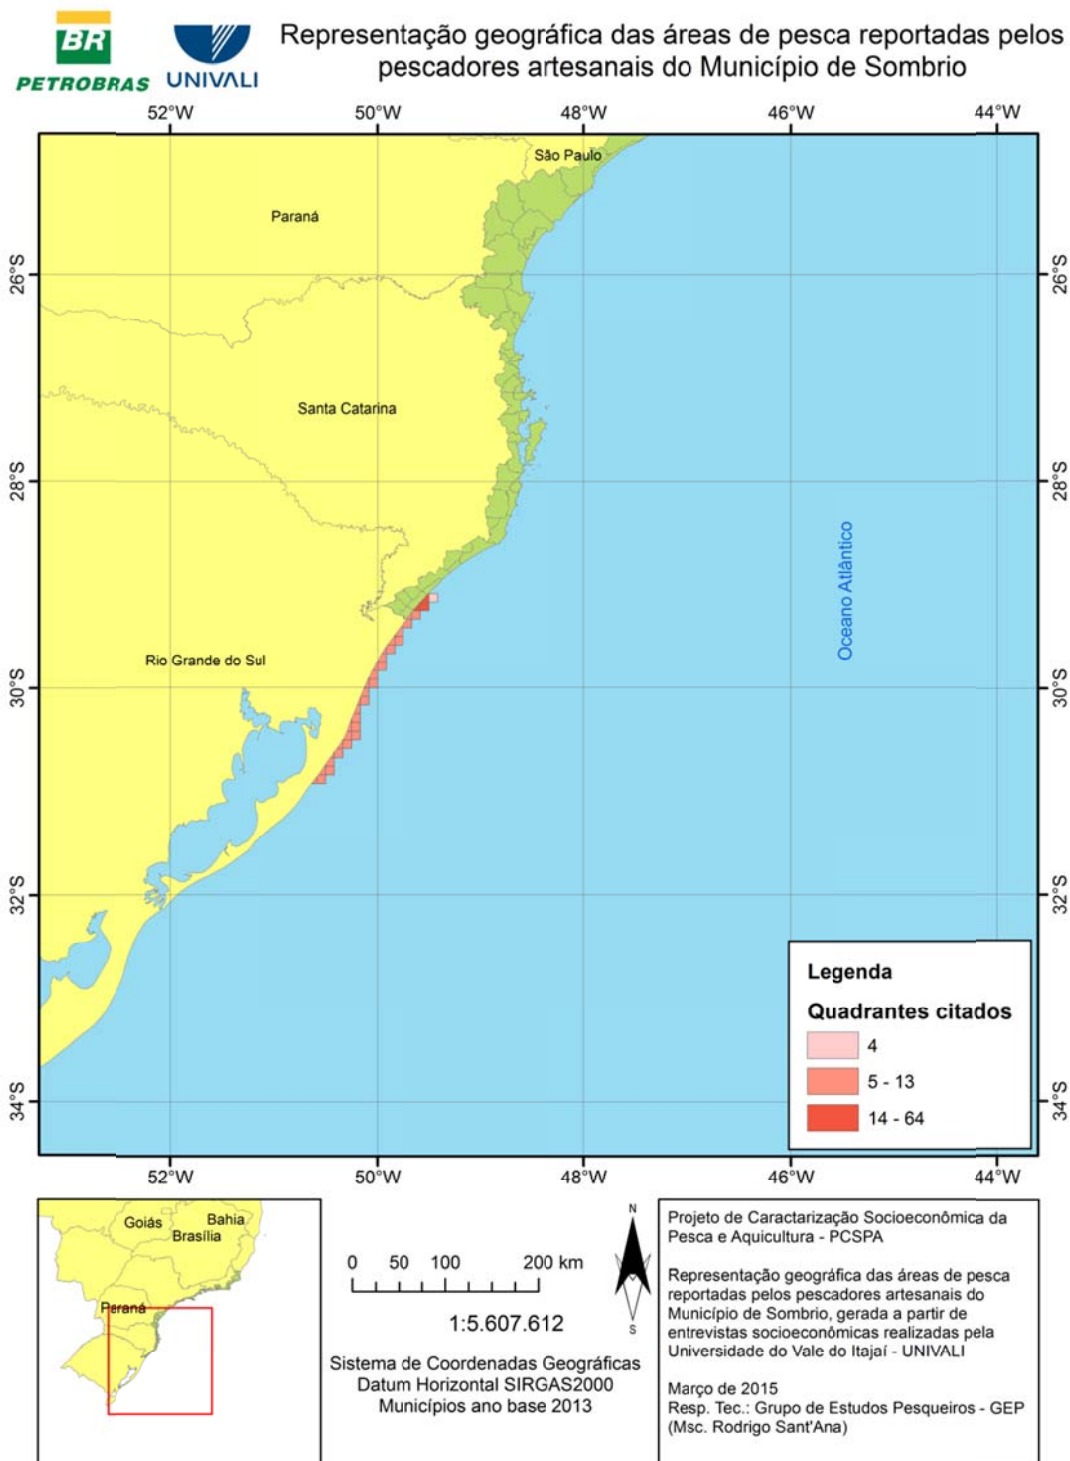 BR
PETROBRAS
UNIVALI
Representação geográfica das áreas de pesca reportadas pelos
pescadores artesanais do Município de Sombrio
52°W 50°W 48°W 46°W 44°W
São Paulo
Paraná
26°S 26°S
Santa Catarina
28°S 28°S
Oceano Atlântico
Rio Grande do Sul
30°S 30°S
32°S 32°S
Legenda
Quadrantes citados
4
5 - 13
14 - 64
34°S 34°S
52°W 50°W 48°W 46°W 44°W
Goiás
Bahia
Brasília
Paraná
0 50 100 200 km
1:5.607.612
Sistema de Coordenadas Geográficas
Datum Horizontal SIRGAS2000
Municípios ano base 2013
N
S
Projeto de Caractarização Socioeconômica da
Pesca e Aquicultura - PCSPA
Representação geográfica das áreas de pesca
reportadas pelos pescadores artesanais do
Município de Sombrio, gerada a partir de
entrevistas socioeconômicas realizadas pela
Universidade do Vale do Itajaí - UNIVALI
Março de 2015
Resp. Tec.: Grupo de Estudos Pesqueiros - GEP
(Msc. Rodrigo Sant'Ana)